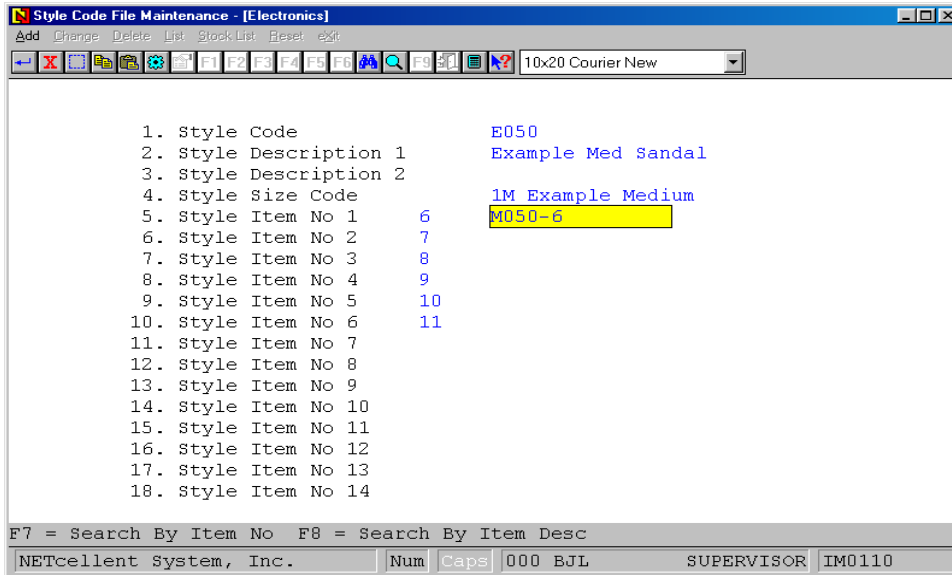 Style Code File Maintenance - [Electronics]
Add Change Delete List Stock List Reset eXit
F1 F2 F3 F4 F5 F6 F9 10x20 Courier New
1. Style Code E050
2. Style Description 1 Example Med Sandal
3. Style Description 2
4. Style Size Code 1M Example Medium
5. Style Item No 1 6 M050-6
6. Style Item No 2 7
7. Style Item No 3 8
8. Style Item No 4 9
9. Style Item No 5 10
10. Style Item No 6 11
11. Style Item No 7
12. Style Item No 8
13. Style Item No 9
14. Style Item No 10
15. Style Item No 11
16. Style Item No 12
17. Style Item No 13
18. Style Item No 14
F7 = Search By Item No F8 = Search By Item Desc
NETcellent System, Inc. Num Caps 000 BJL SUPERVISOR IM0110